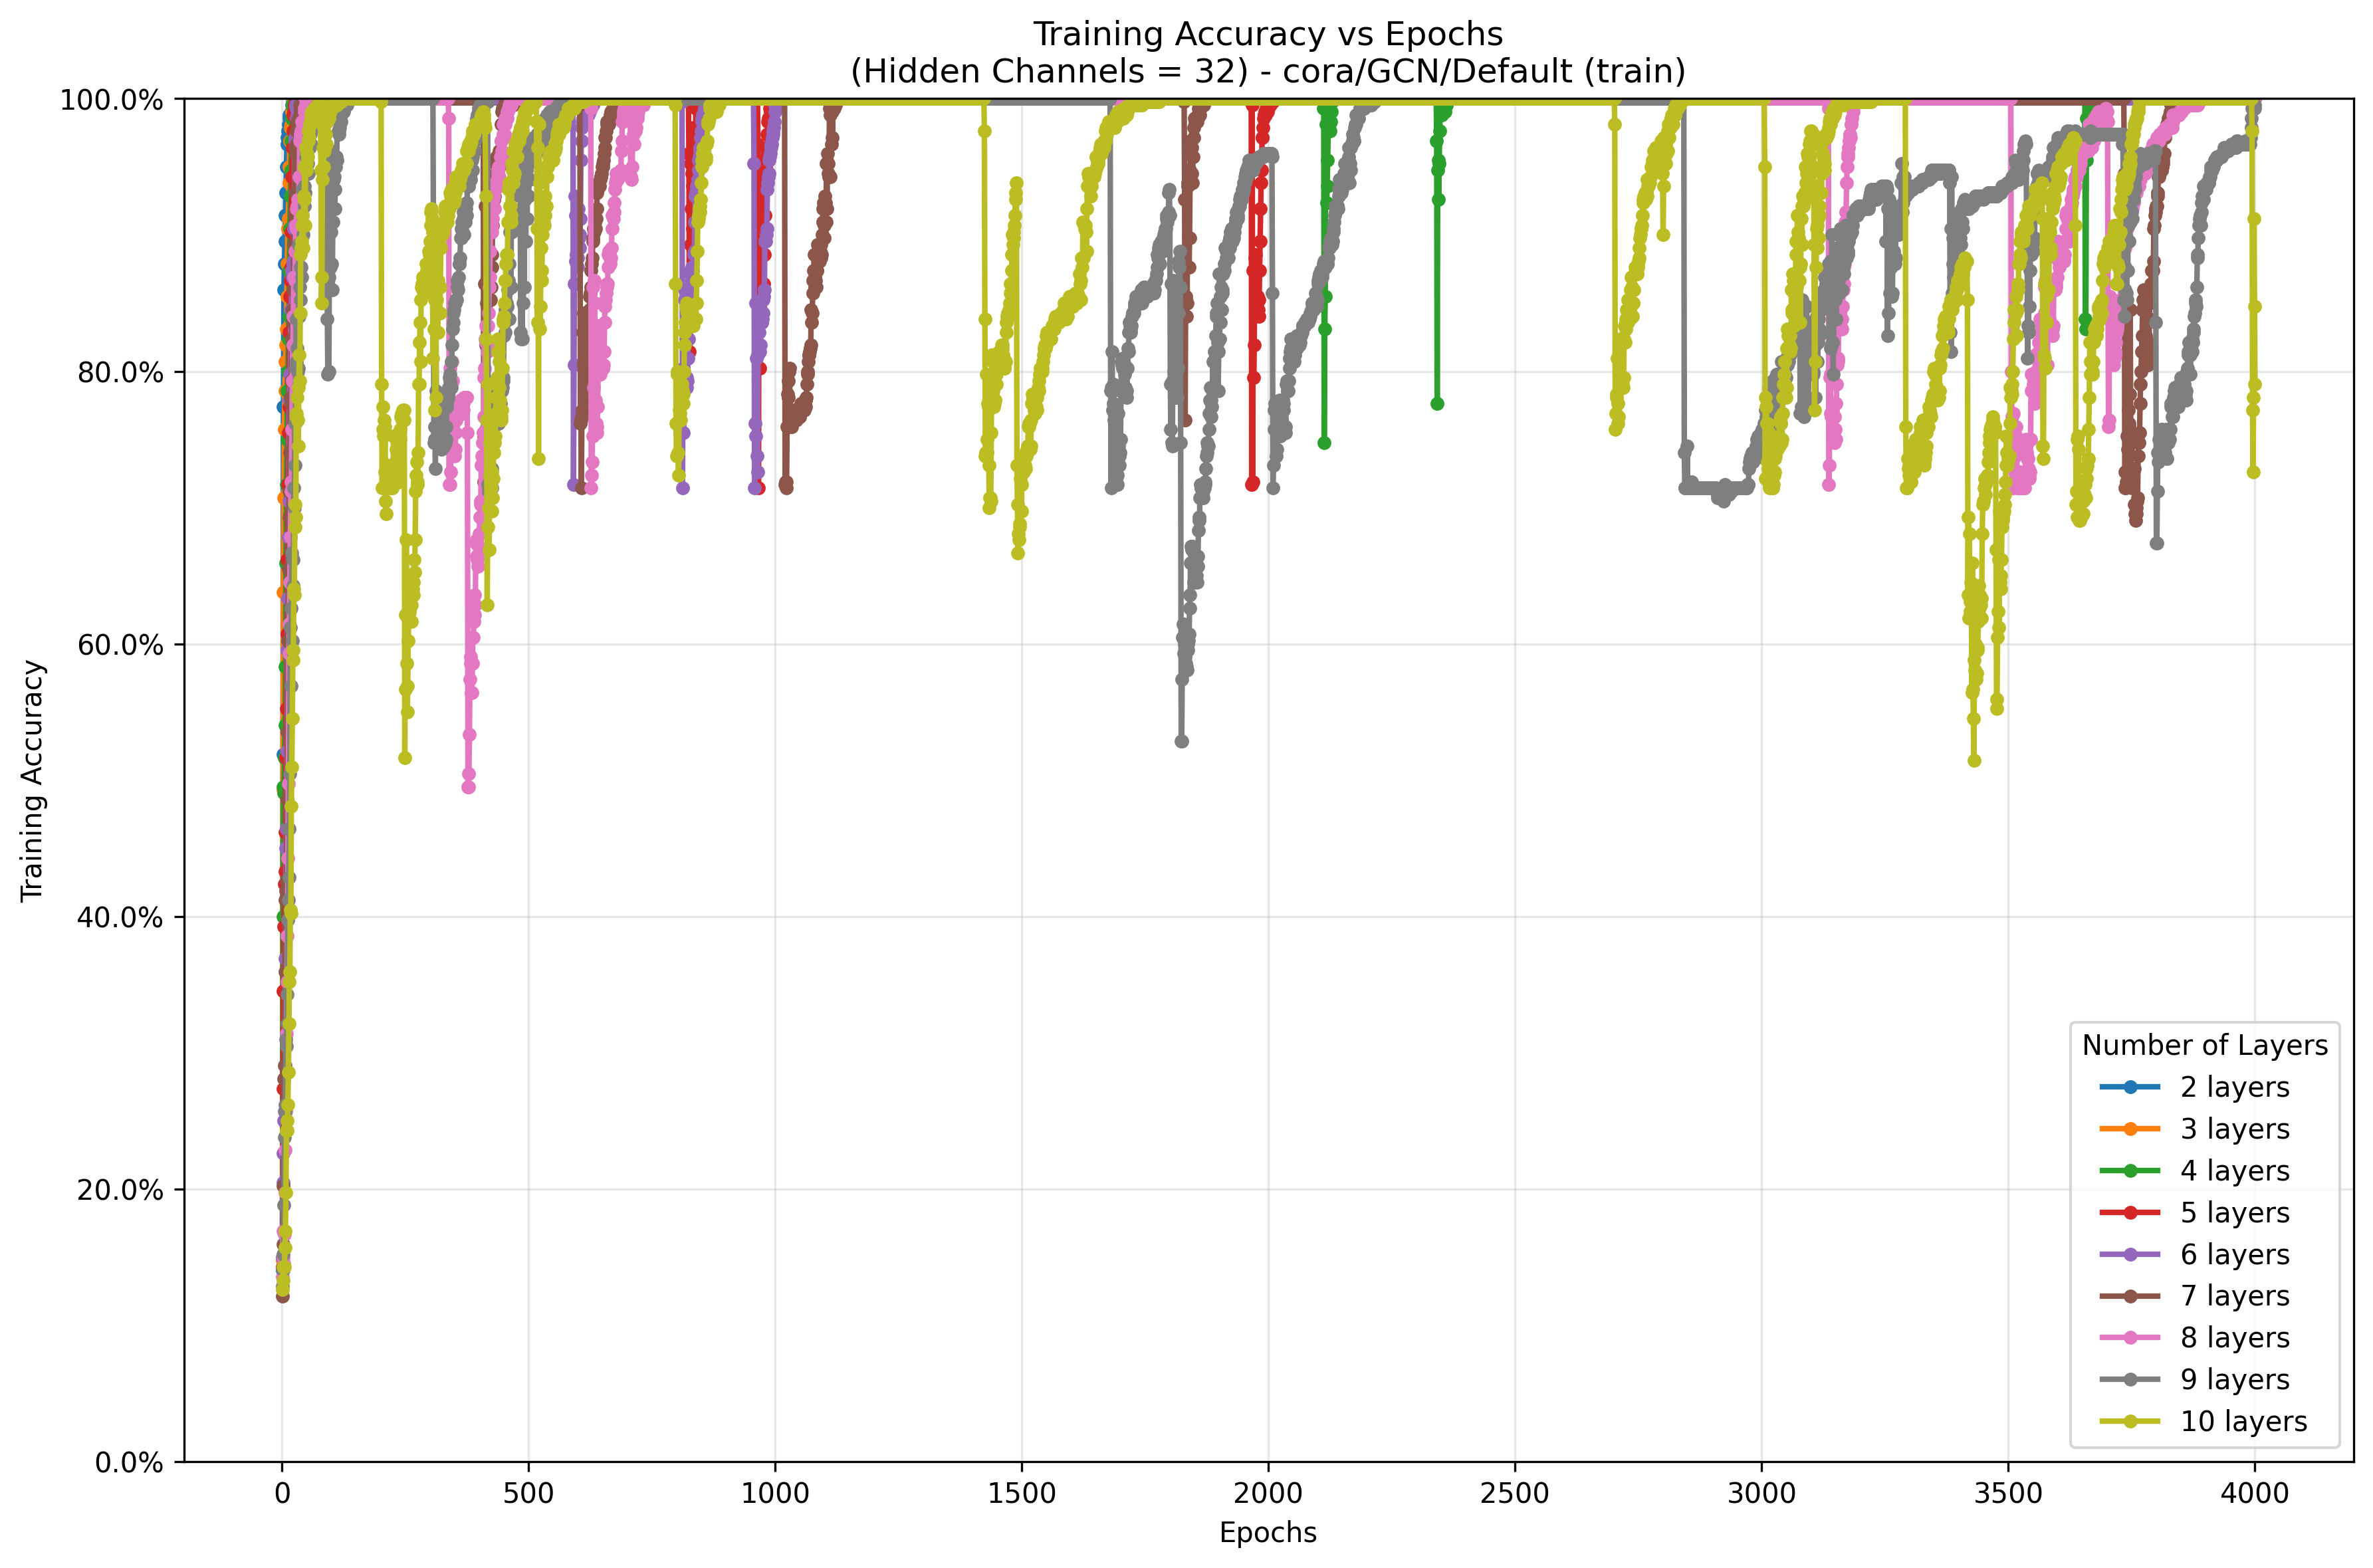 Training Accuracy vs Epochs
(Hidden Channels = 32) - cora/GCN/Default (train)
100.0%
80.0%
60.0%
40.0%
20.0%
0.0%
Training Accuracy
0
500
1000
1500
2000
2500
3000
3500
4000
Epochs
Number of Layers
2 layers
3 layers
4 layers
5 layers
6 layers
7 layers
8 layers
9 layers
10 layers